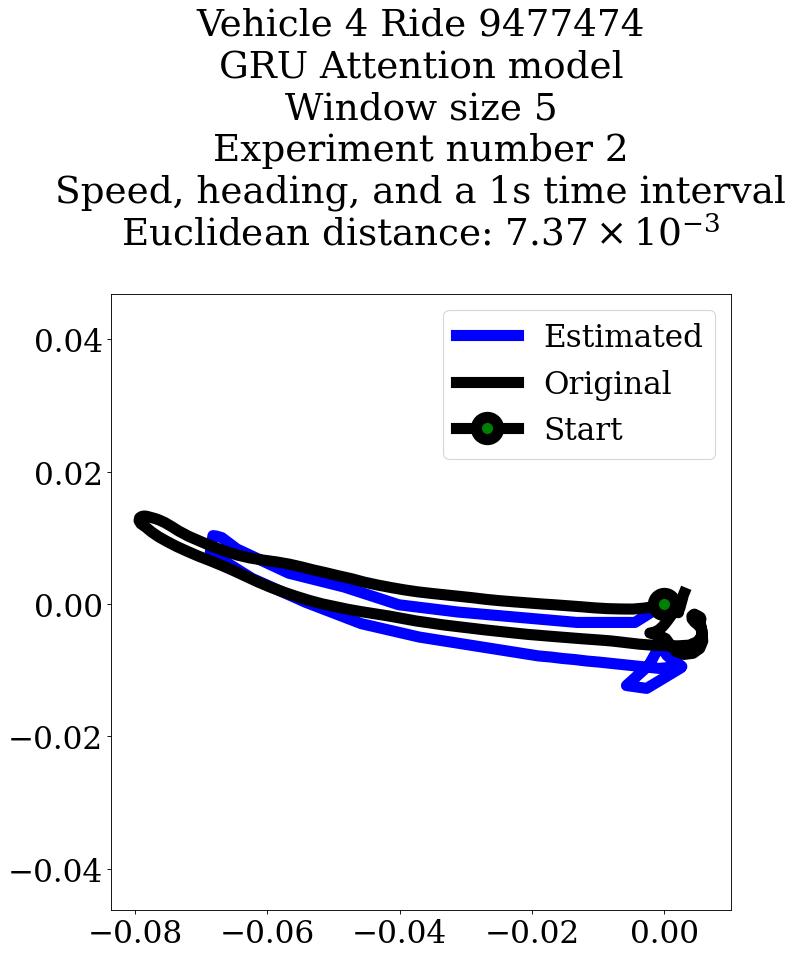 Vehicle 4 Ride 9477474
GRU Attention model
Window size 5
Experiment number 2
Speed, heading, and a 1s time interval
Euclidean distance: 7.37 × 10⁻³
Estimated
Original
Start
0.04
0.02
0.00
−0.02
−0.04
−0.08 −0.06 −0.04 −0.02 0.00